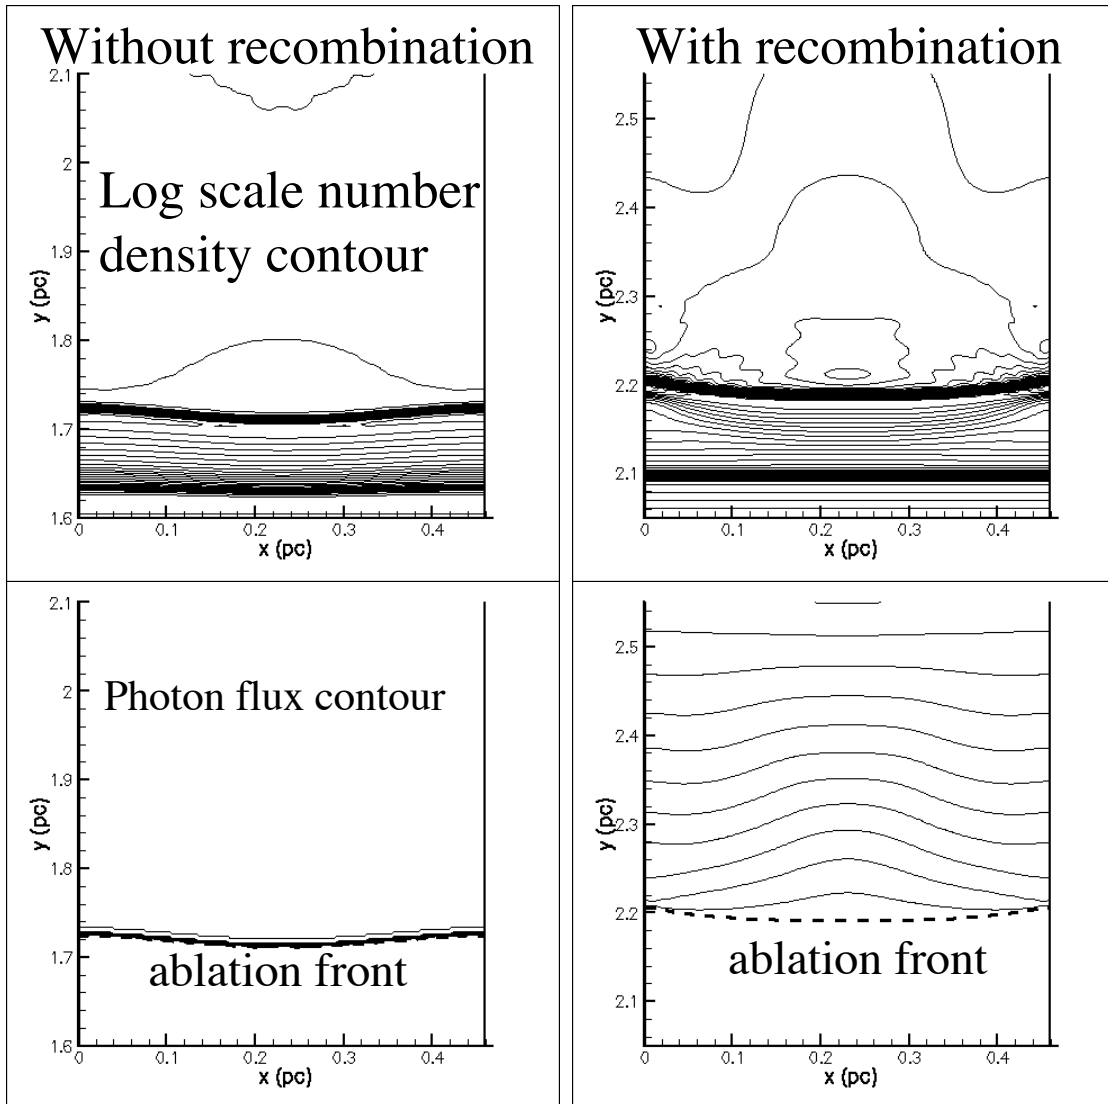 Without recombination
2.1
2
1.9
1.8
1.7
1.6
y (pc)
Log scale number
density contour
0
0.1
0.2
0.3
0.4
x (pc)
With recombination
2.5
2.4
2.3
2.2
2.1
y (pc)
0
0.1
0.2
0.3
0.4
x (pc)
2.1
2
1.9
1.8
1.7
1.6
y (pc)
Photon flux contour
ablation front
0
0.1
0.2
0.3
0.4
x (pc)
2.5
2.4
2.3
2.2
2.1
y (pc)
ablation front
0
0.1
0.2
0.3
0.4
x (pc)